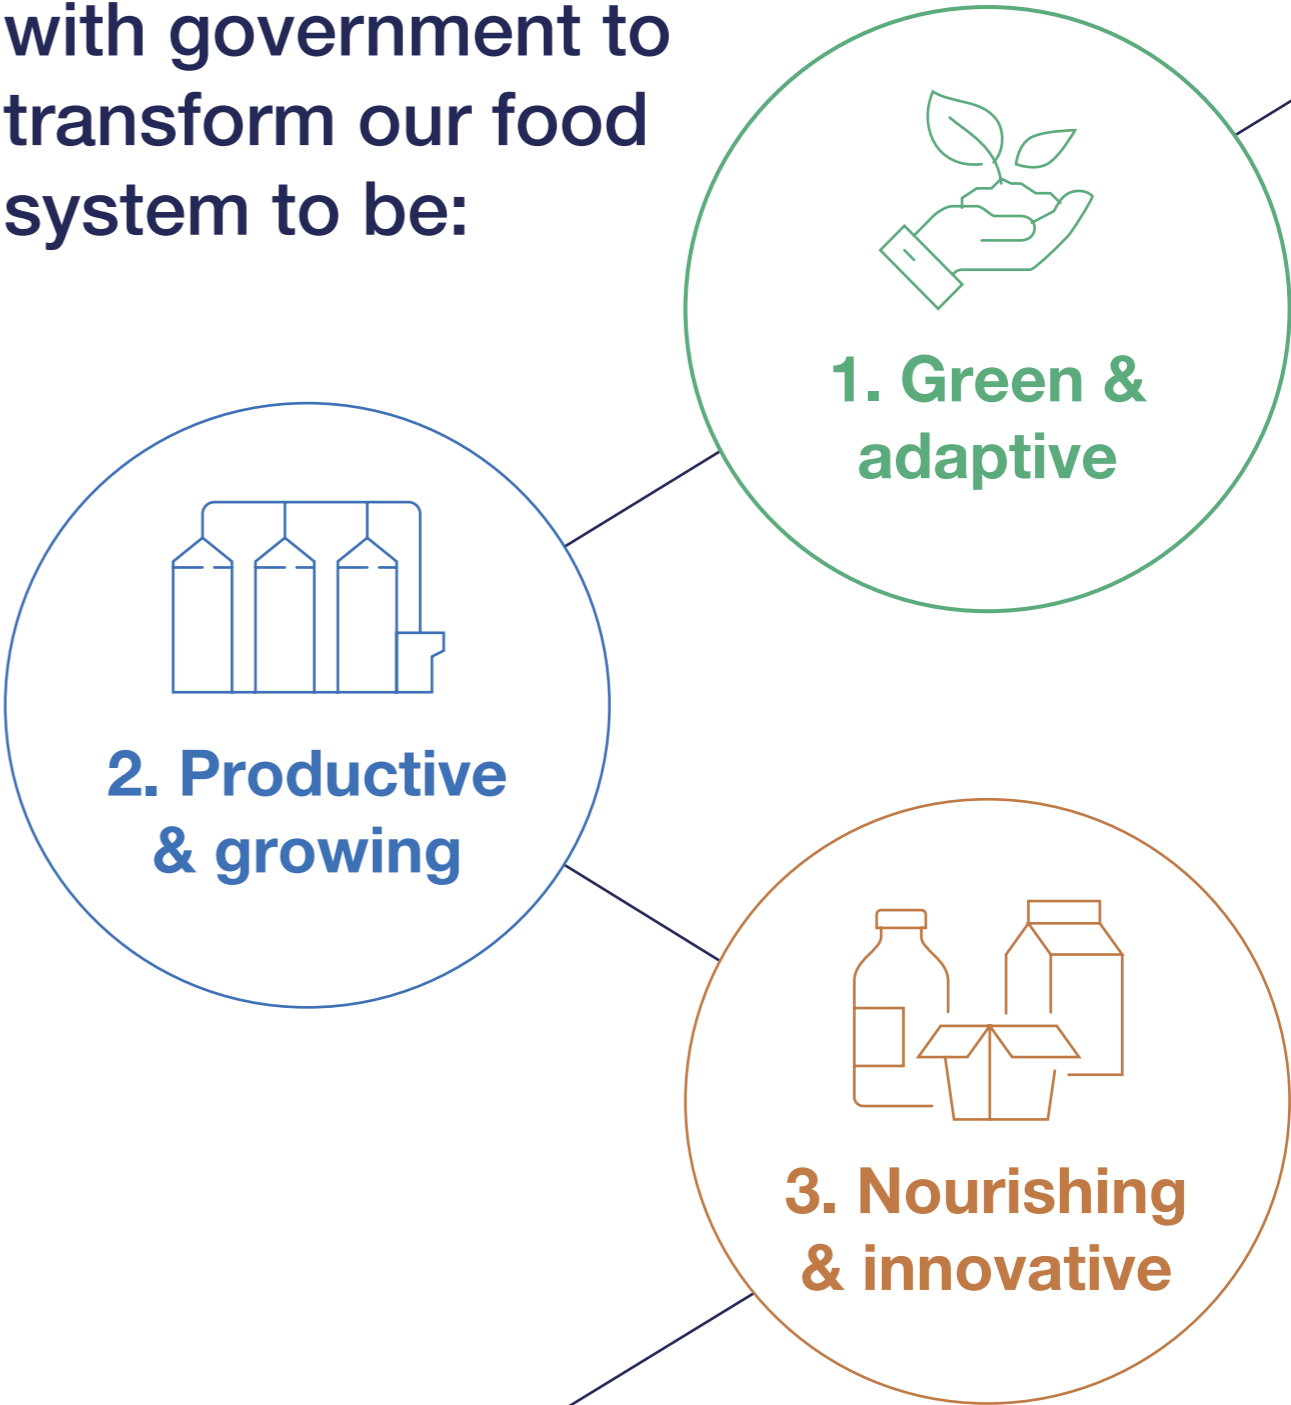 with government to
transform our food
system to be:
1. Green &
adaptive
2. Productive
& growing
3. Nourishing
& innovative